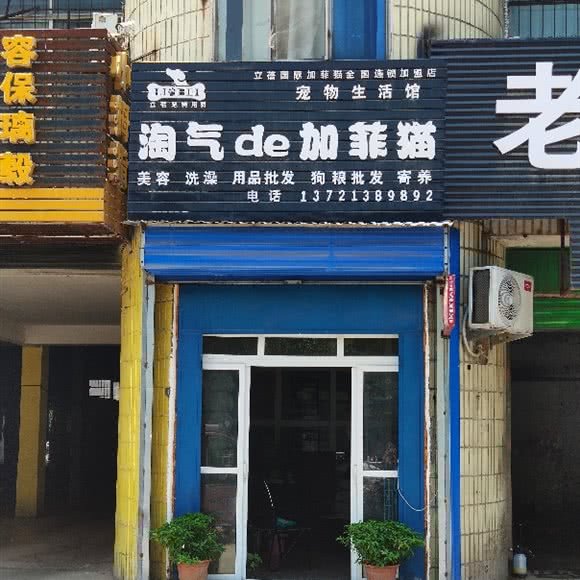 容保璃毅
立蓓国际加菲猫全国连锁加盟店
宠物生活馆
淘气de加菲猫
美容 洗澡 用品批发 狗粮批发 寄养
电话 13721389892
老